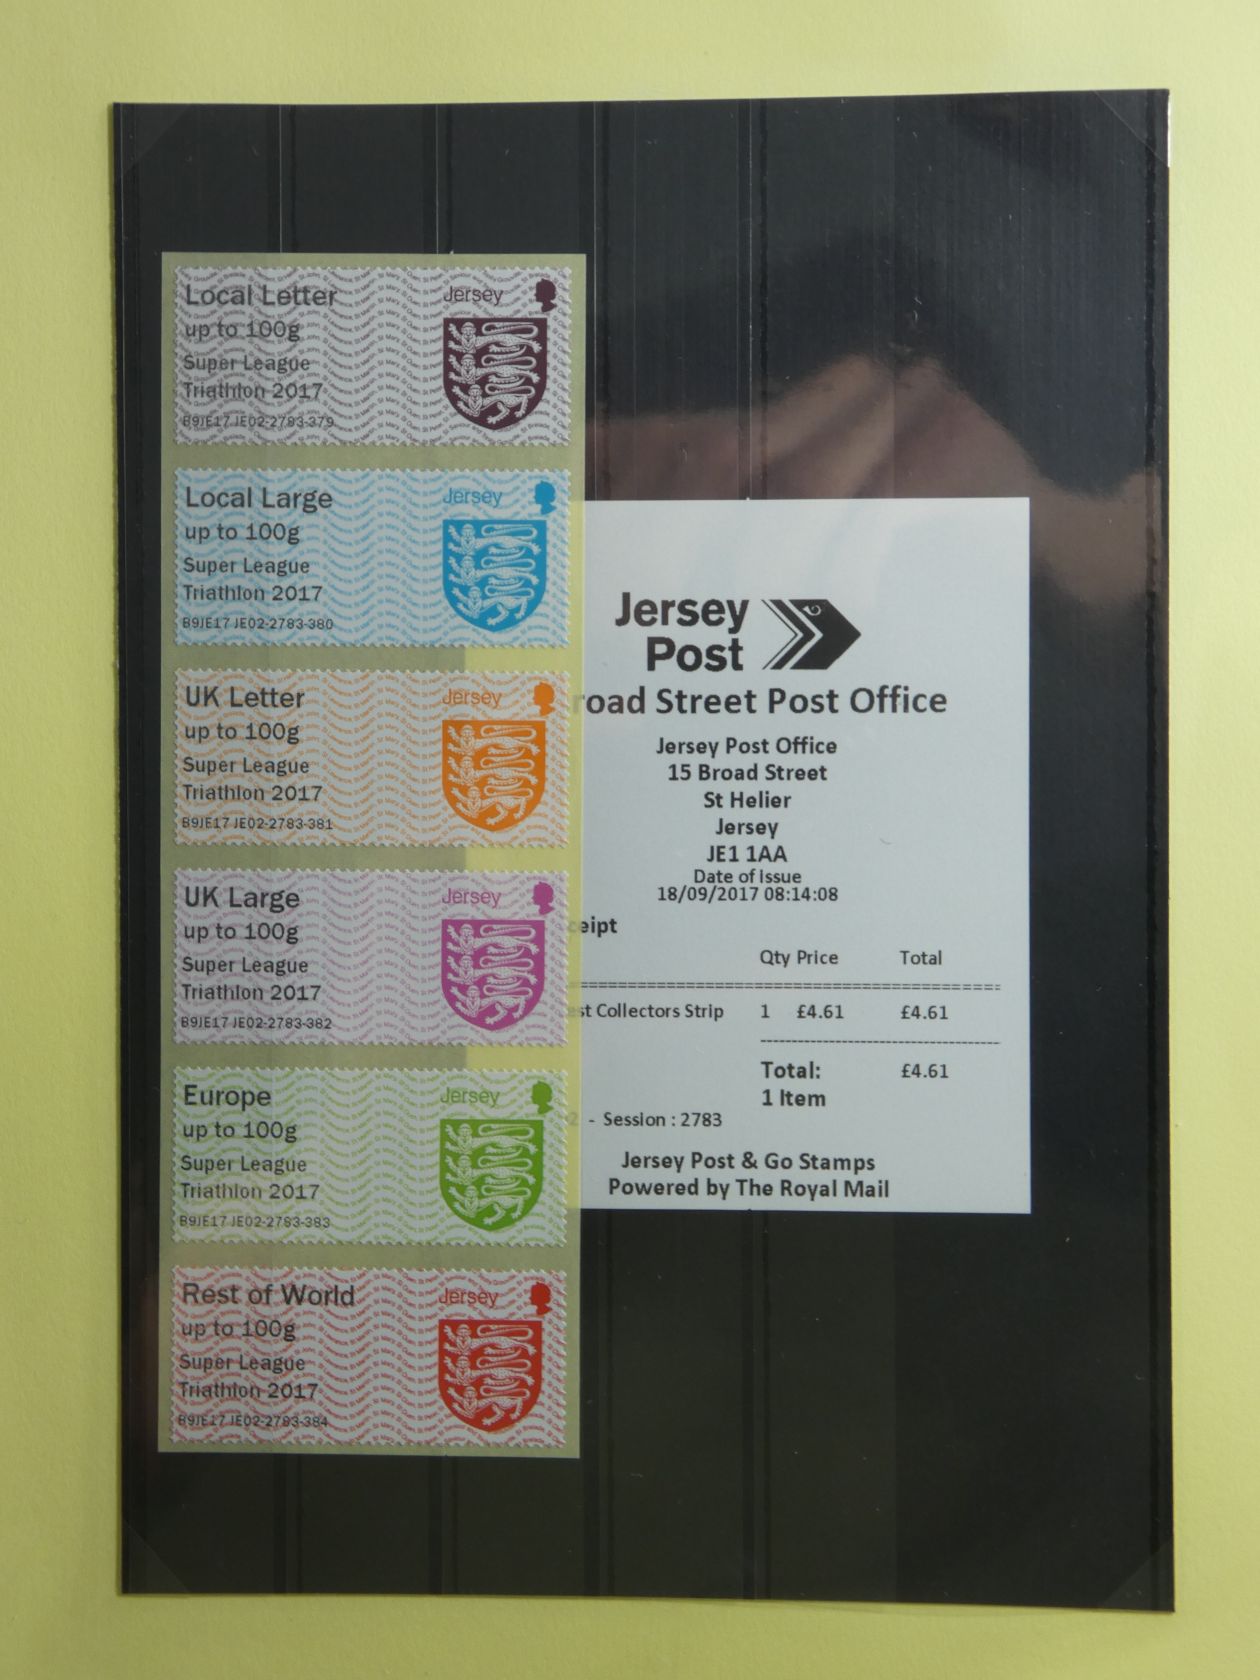 Local Letter
up to 100g
Super League
Triathlon 2017
B9JE17 JE02-2783-379
Jersey
Local Large
up to 100g
Super League
Triathlon 2017
B9JE17 JE02-2783-380
Jersey
UK Letter
up to 100g
Super League
Triathlon 2017
B9JE17 JE02-2783-381
Jersey
UK Large
up to 100g
Super League
Triathlon 2017
B9JE17 JE02-2783-382
Jersey
Europe
up to 100g
Super League
Triathlon 2017
B9JE17 JE02-2783-383
Jersey
Rest of World
up to 100g
Super League
Triathlon 2017
B9JE17 JE02-2783-384
Jersey
Jersey
Post
road Street Post Office
Jersey Post Office
15 Broad Street
St Helier
Jersey
JE1 1AA
Date of Issue
18/09/2017 08:14:08
ceipt
Qty Price Total
est Collectors Strip 1 £4.61 £4.61
Total: £4.61
1 Item
2 - Session : 2783
Jersey Post & Go Stamps
Powered by The Royal Mail